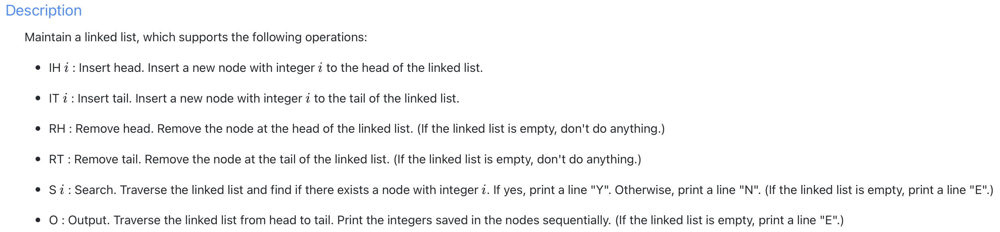 Description
Maintain a linked list, which supports the following operations:
• IH i : Insert head. Insert a new node with integer i to the head of the linked list.
• IT i : Insert tail. Insert a new node with integer i to the tail of the linked list.
• RH : Remove head. Remove the node at the head of the linked list. (If the linked list is empty, don't do anything.)
• RT : Remove tail. Remove the node at the tail of the linked list. (If the linked list is empty, don't do anything.)
• S i : Search. Traverse the linked list and find if there exists a node with integer i. If yes, print a line "Y". Otherwise, print a line "N". (If the linked list is empty, print a line "E".)
• O : Output. Traverse the linked list from head to tail. Print the integers saved in the nodes sequentially. (If the linked list is empty, print a line "E".)